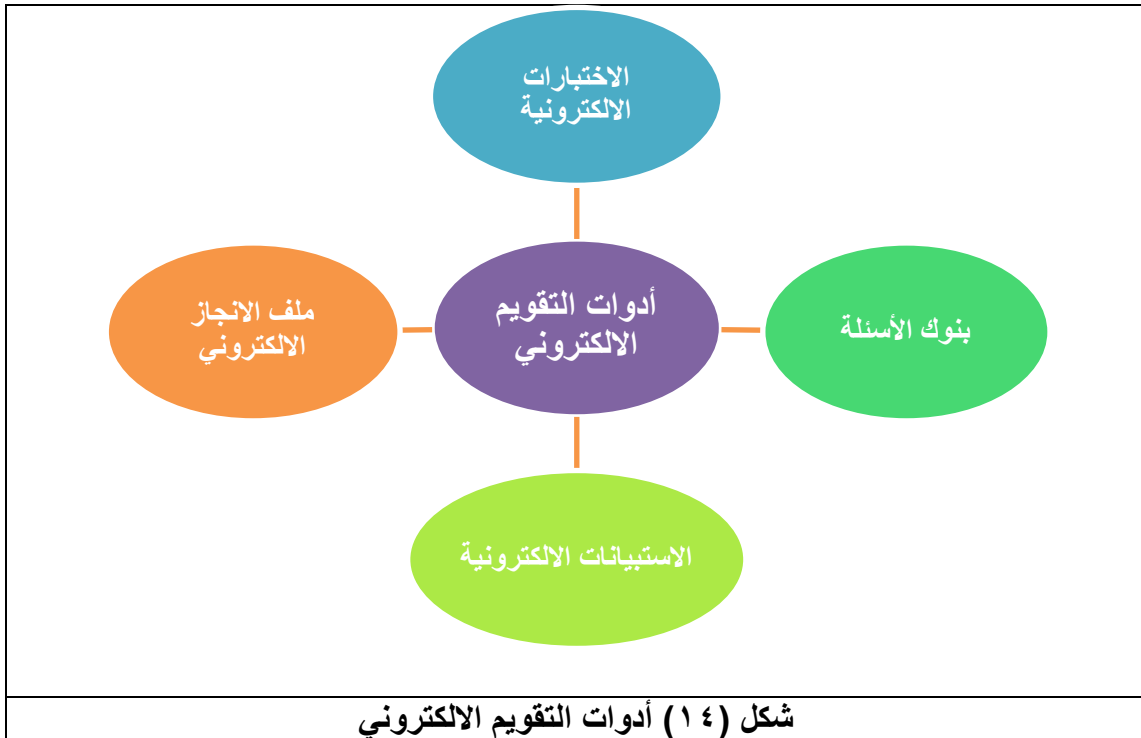 الاختبارات
الالكترونية
بنوك الأسئلة
أدوات التقويم
الالكتروني
ملف الانجاز
الالكتروني
الاستبيانات الالكترونية
شكل (١٤) أدوات التقويم الالكتروني